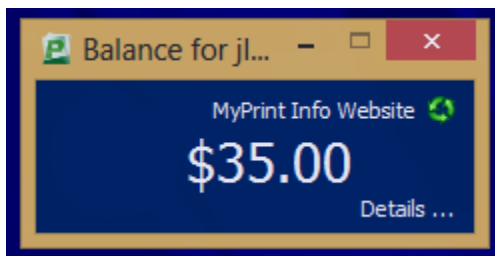 Balance for jl...
MyPrint Info Website
$35.00
Details ...